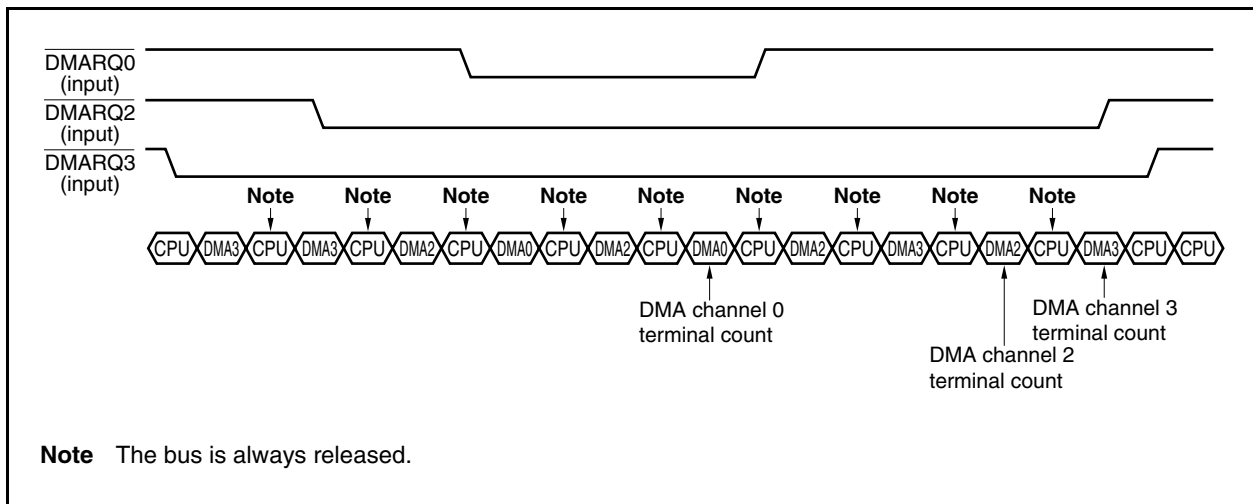 DMARQ0
(input)
DMARQ2
(input)
DMARQ3
(input)
Note Note Note Note Note Note Note Note Note
CPU DMA3 CPU DMA3 CPU DMA2 CPU DMA0 CPU DMA2 CPU DMA0 CPU DMA2 CPU DMA3 CPU DMA2 CPU DMA3 CPU CPU
DMA channel 0
terminal count
DMA channel 3
terminal count
DMA channel 2
terminal count
Note The bus is always released.